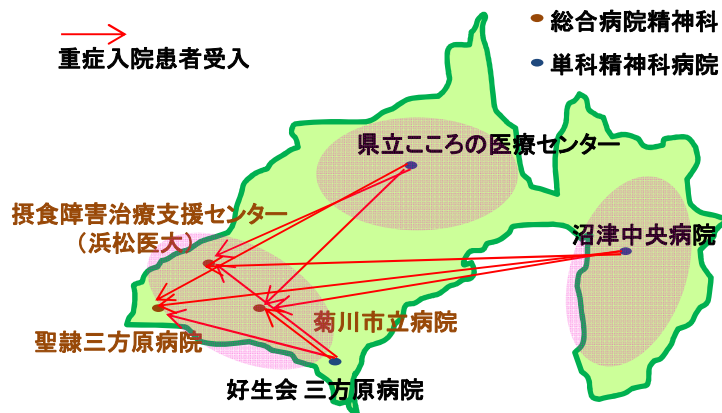 重症入院患者受入
総合病院精神科
単科精神科病院
県立こころの医療センター
摂食障害治療支援センター
（浜松医大）
沼津中央病院
聖隷三方原病院
菊川市立病院
好生会 三方原病院